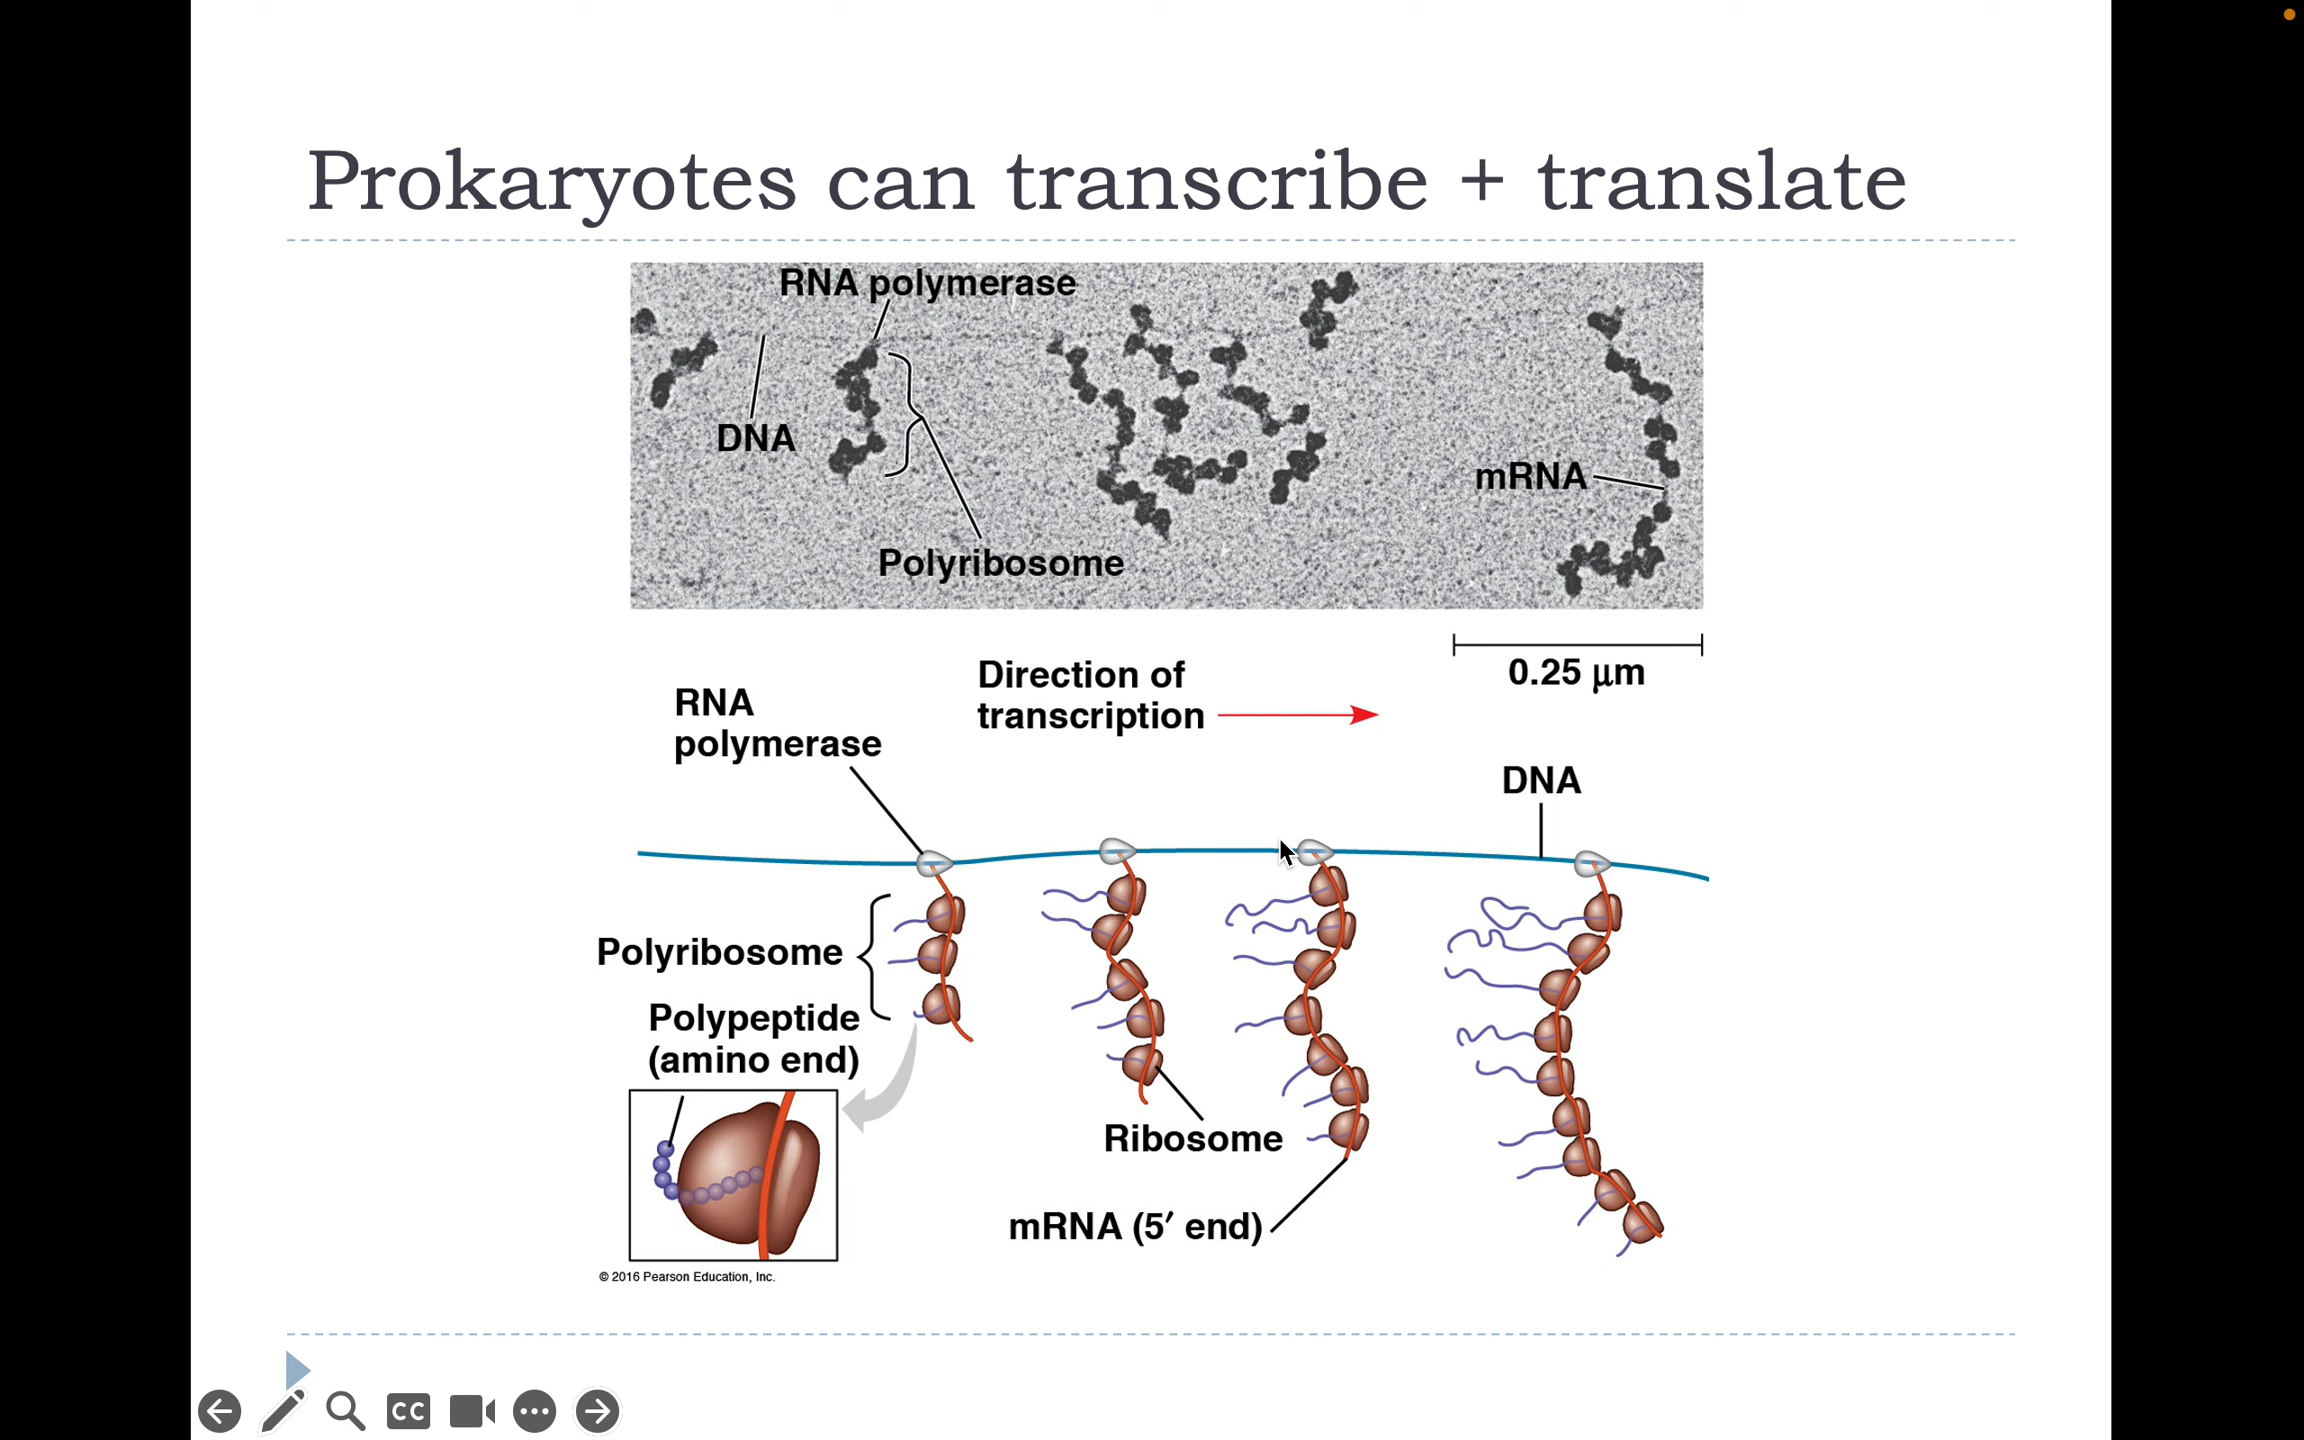 Prokaryotes can transcribe + translate
RNA polymerase
DNA
mRNA
Polyribosome
0.25 μm
Direction of
transcription
RNA
polymerase
DNA
Polyribosome
Polypeptide
(amino end)
Ribosome
mRNA (5′ end)
© 2016 Pearson Education, Inc.
CC